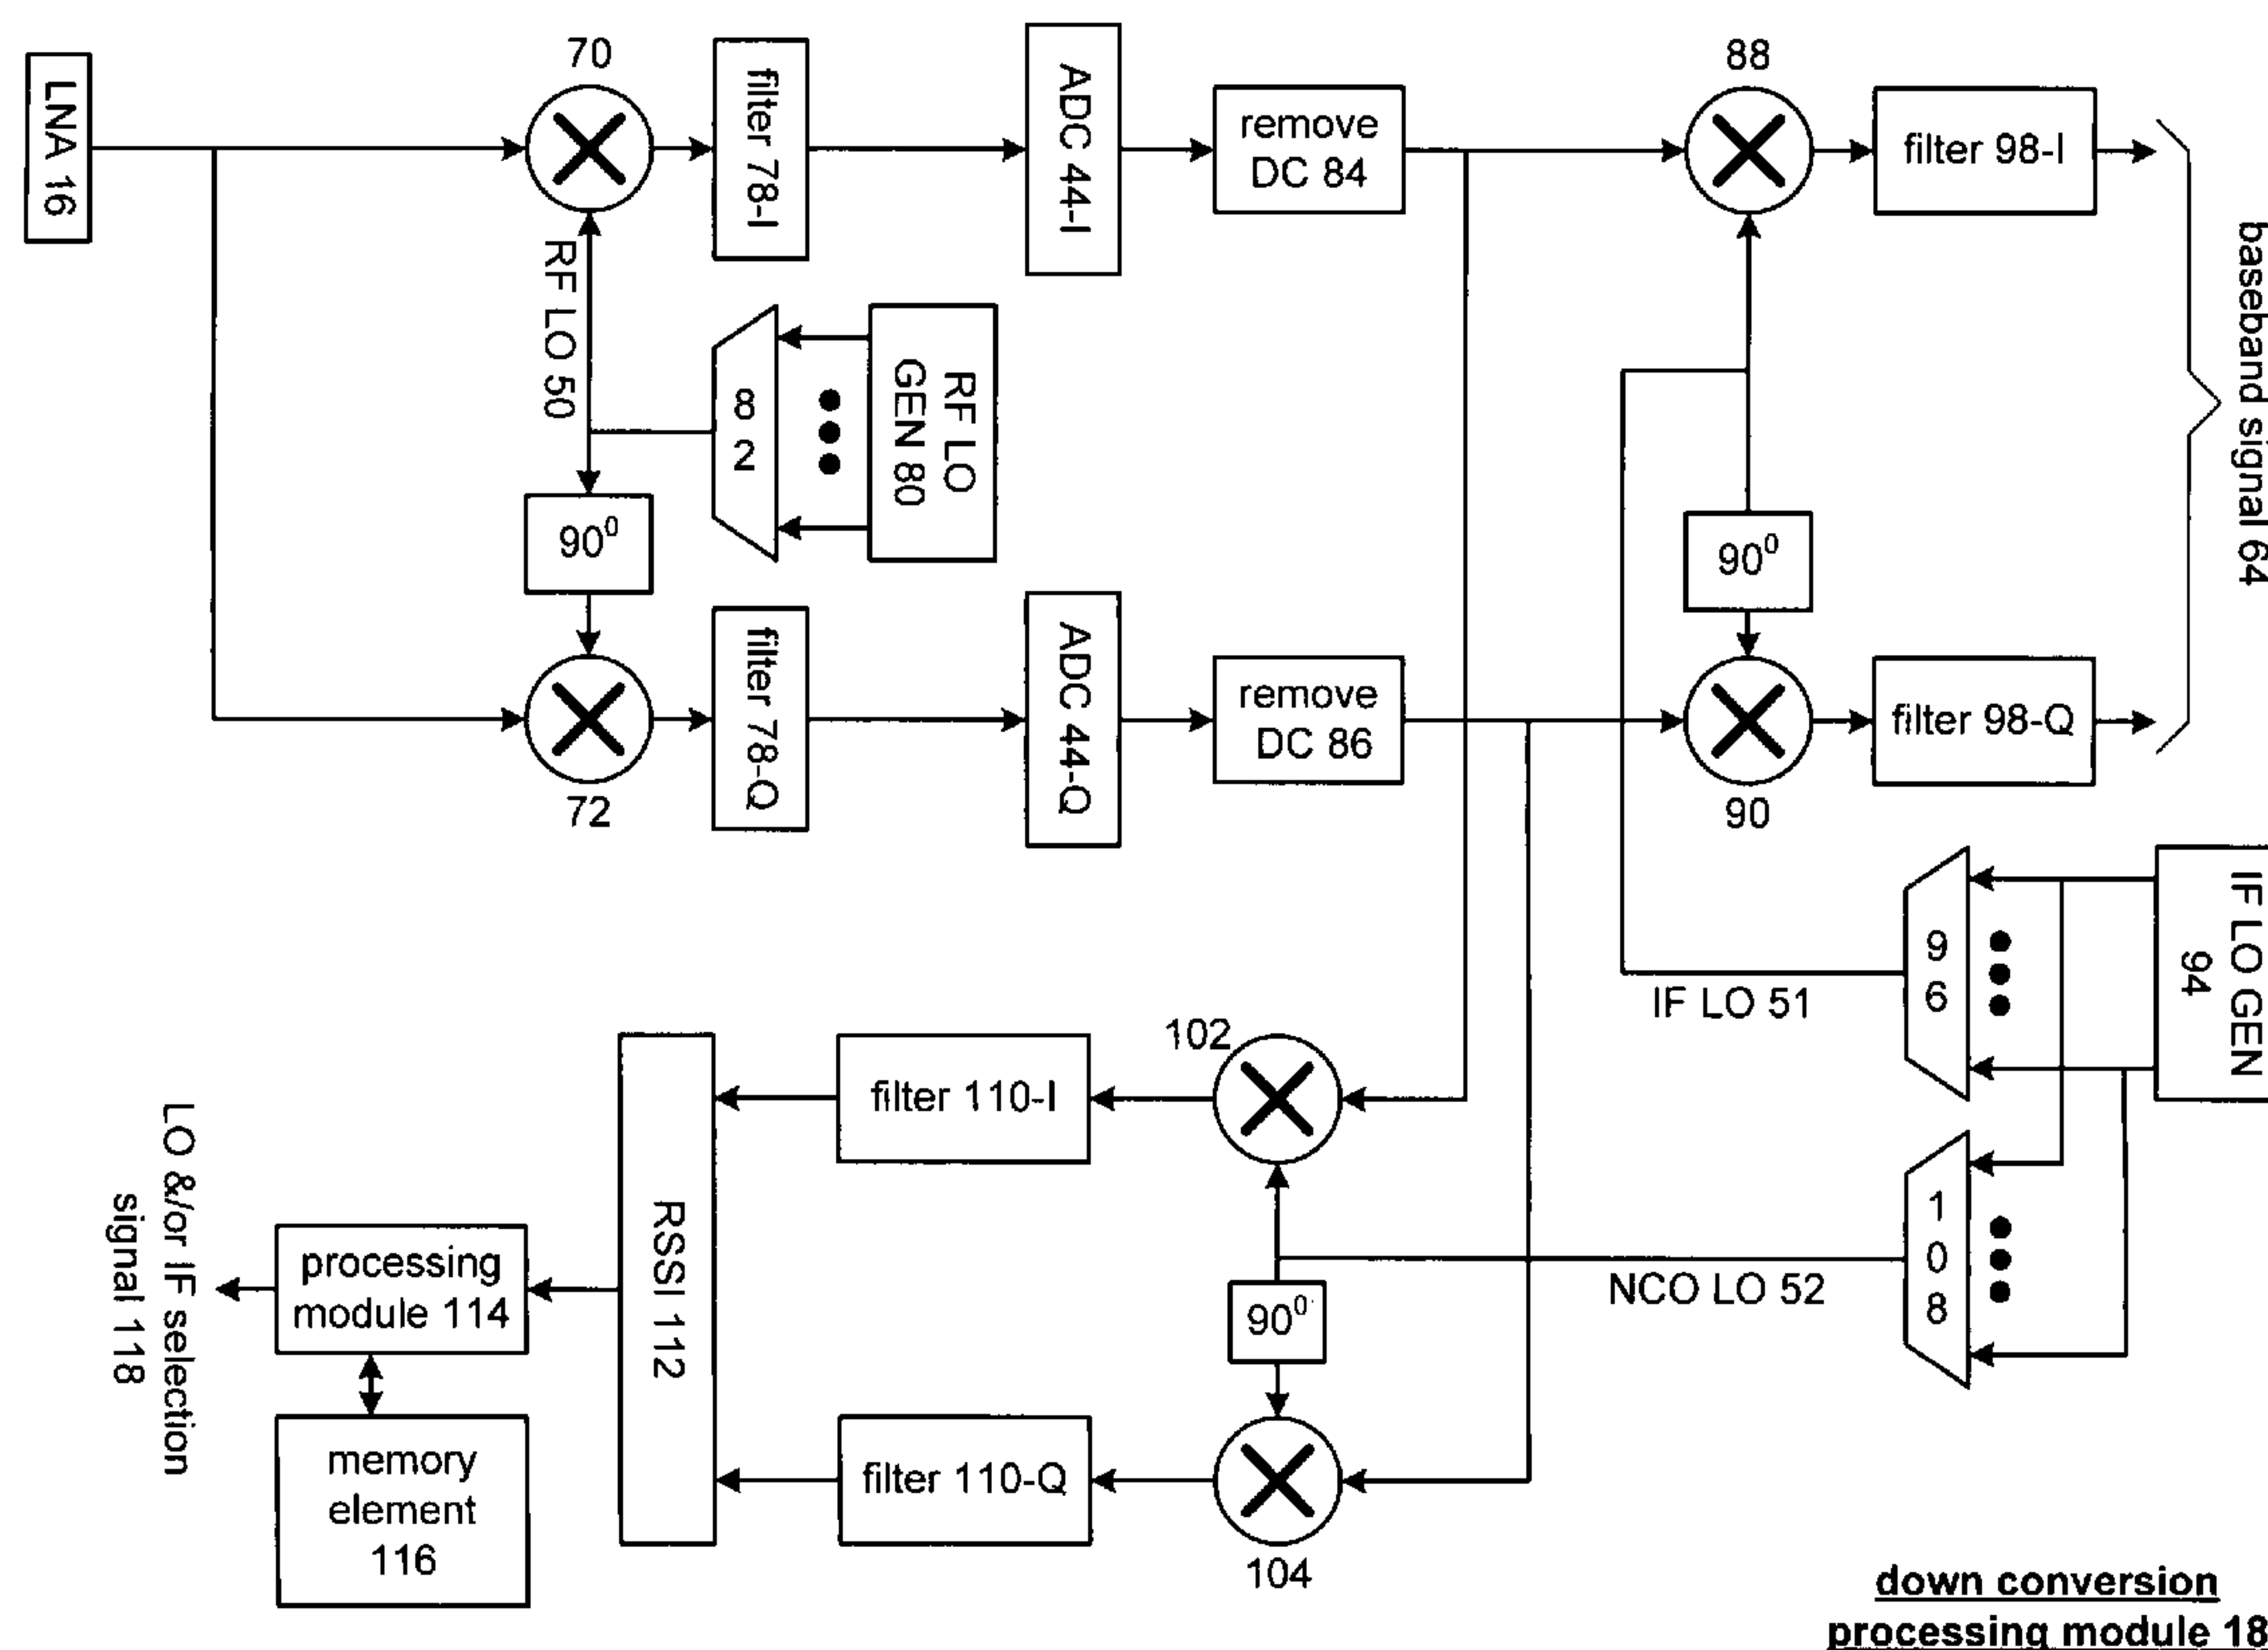 LNA 16
70
filter 78-I
ADC 44-I
remove
DC 84
88
filter 98-I
baseband signal 64
RF LO 50
8
2
RF LO
GEN 80
90⁰
90⁰
72
filter 78-Q
ADC 44-Q
remove
DC 86
90
filter 98-Q
IF LO GEN
94
9
6
IF LO 51
102
filter 110-I
RSSI 112
1
0
8
NCO LO 52
90⁰
LO &/or IF selection
signal 118
processing
module 114
memory
element
116
filter 110-Q
104
down conversion
processing module 18